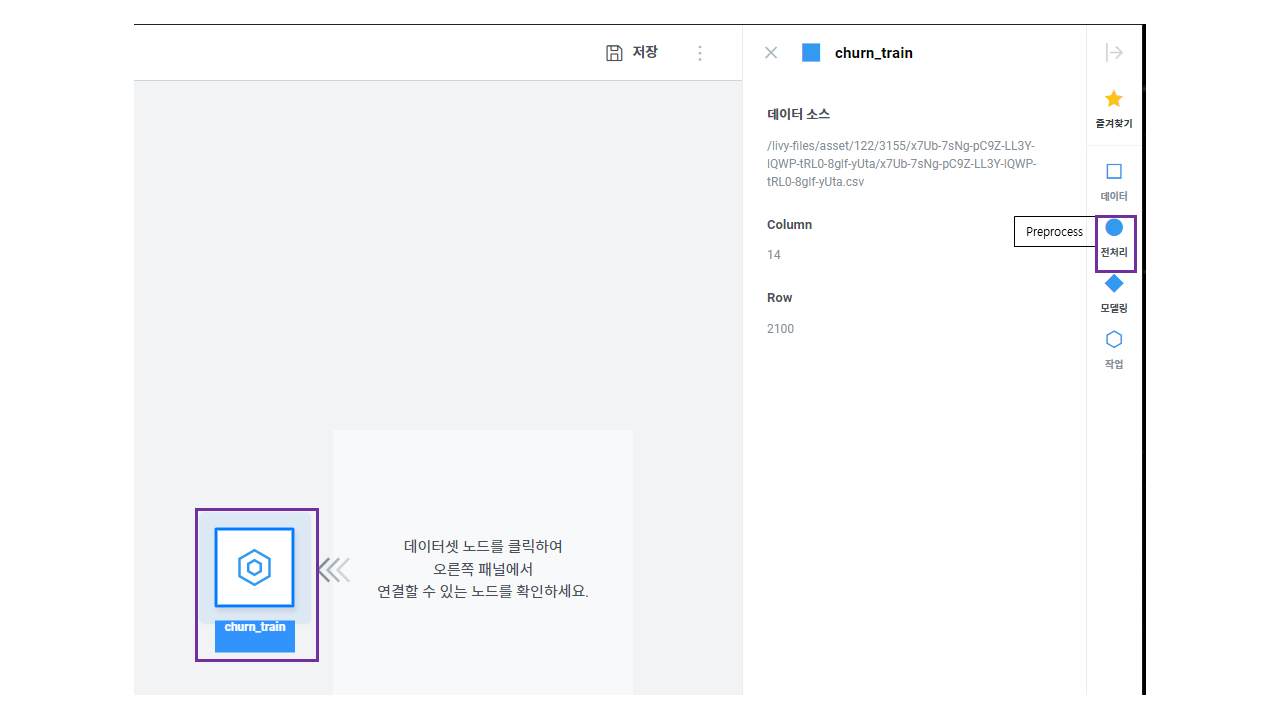 저장
churn_train
즐겨찾기
데이터 소스
/livy-files/asset/122/3155/x7Ub-7sNg-pC9Z-LL3Y-
lQWP-tRL0-8glf-yUta/x7Ub-7sNg-pC9Z-LL3Y-lQWP-
tRL0-8glf-yUta.csv
데이터
Column
Preprocess
전처리
14
Row
모델링
2100
작업
데이터셋 노드를 클릭하여
오른쪽 패널에서
연결할 수 있는 노드를 확인하세요.
churn_train